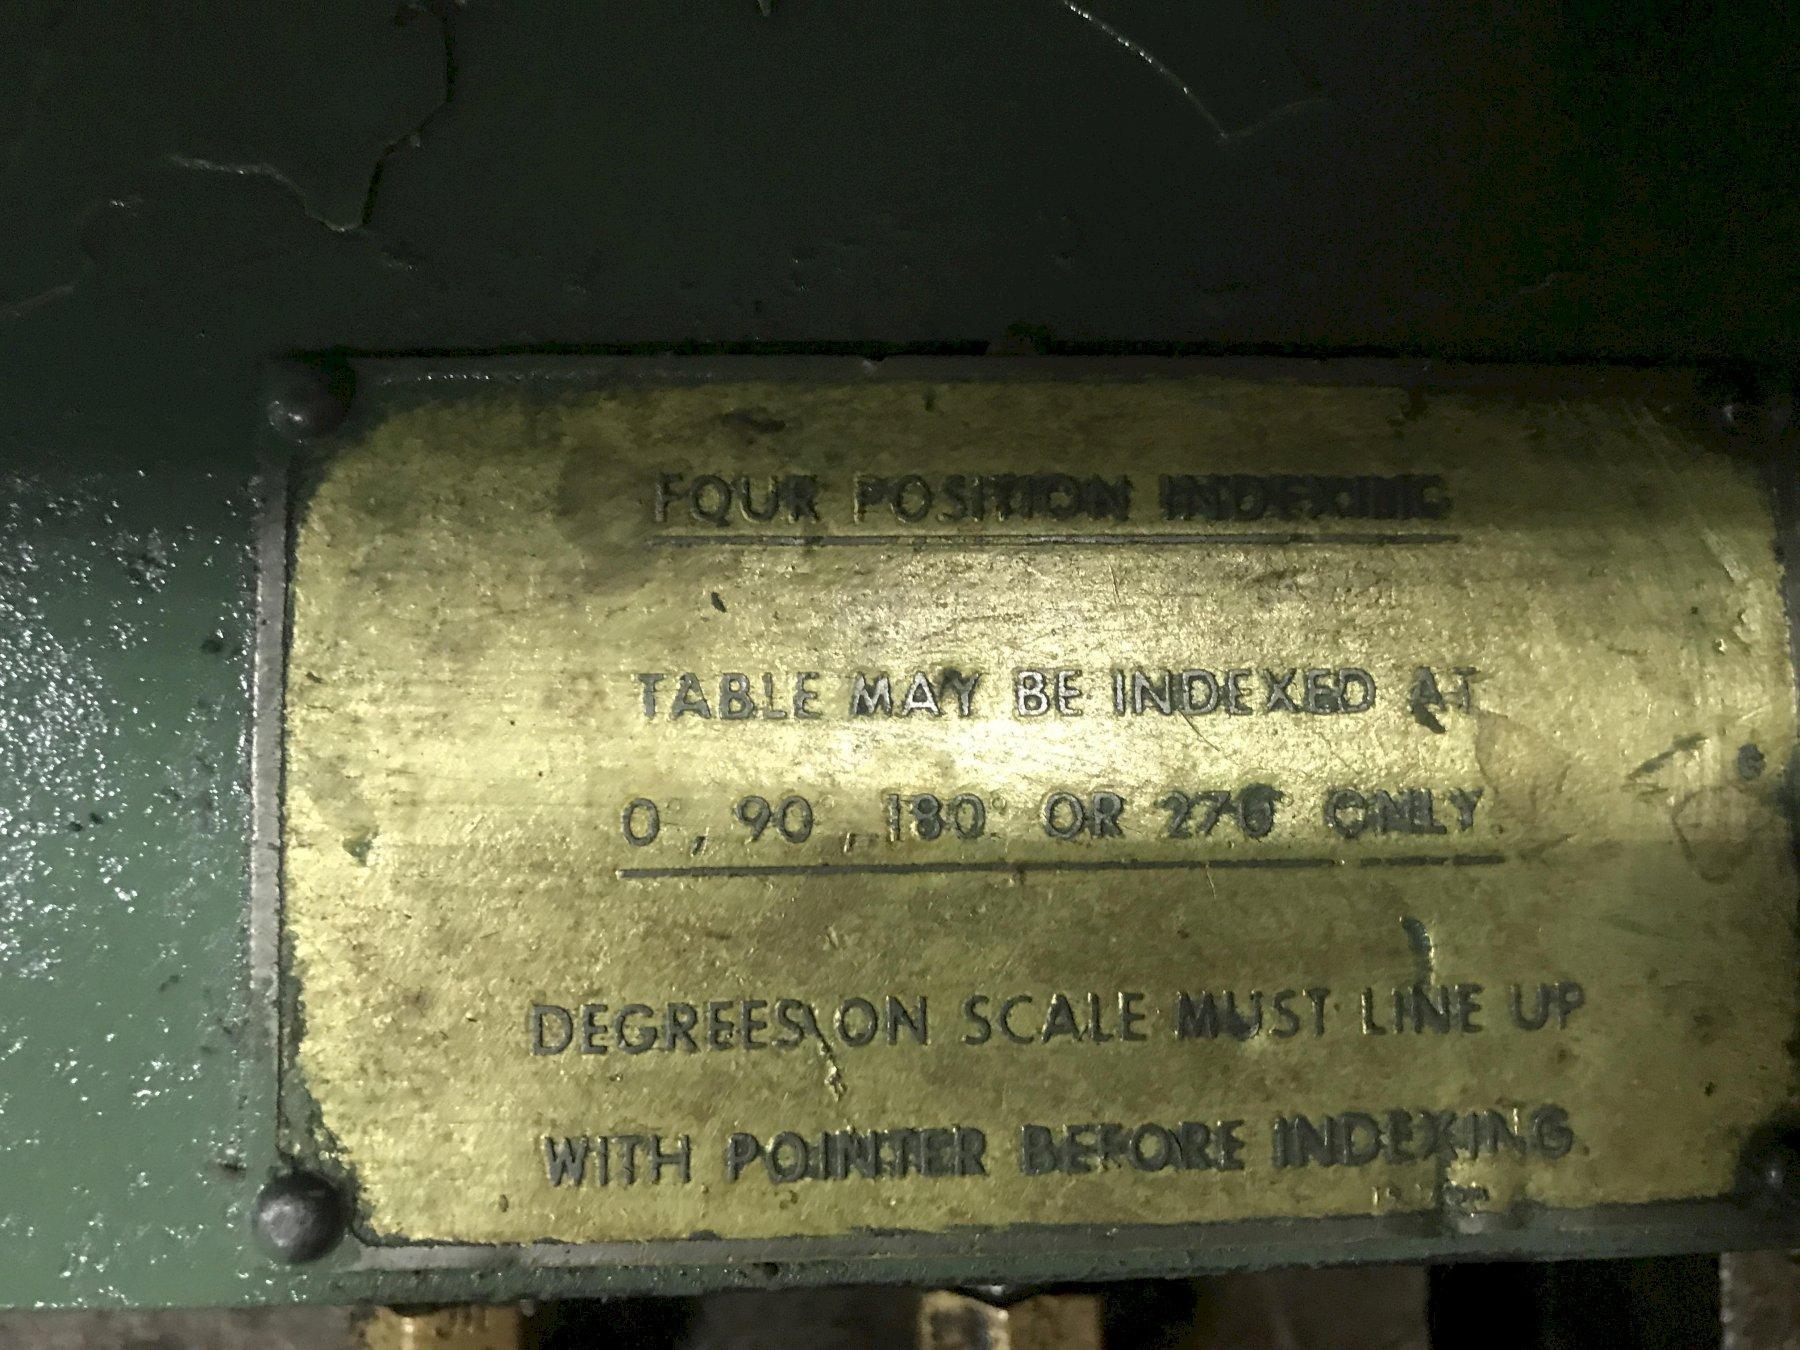 FOUR POSITION INDEXING
TABLE MAY BE INDEXED AT
0°, 90°, 180° OR 270° ONLY.
DEGREES ON SCALE MUST LINE UP
WITH POINTER BEFORE INDEXING.